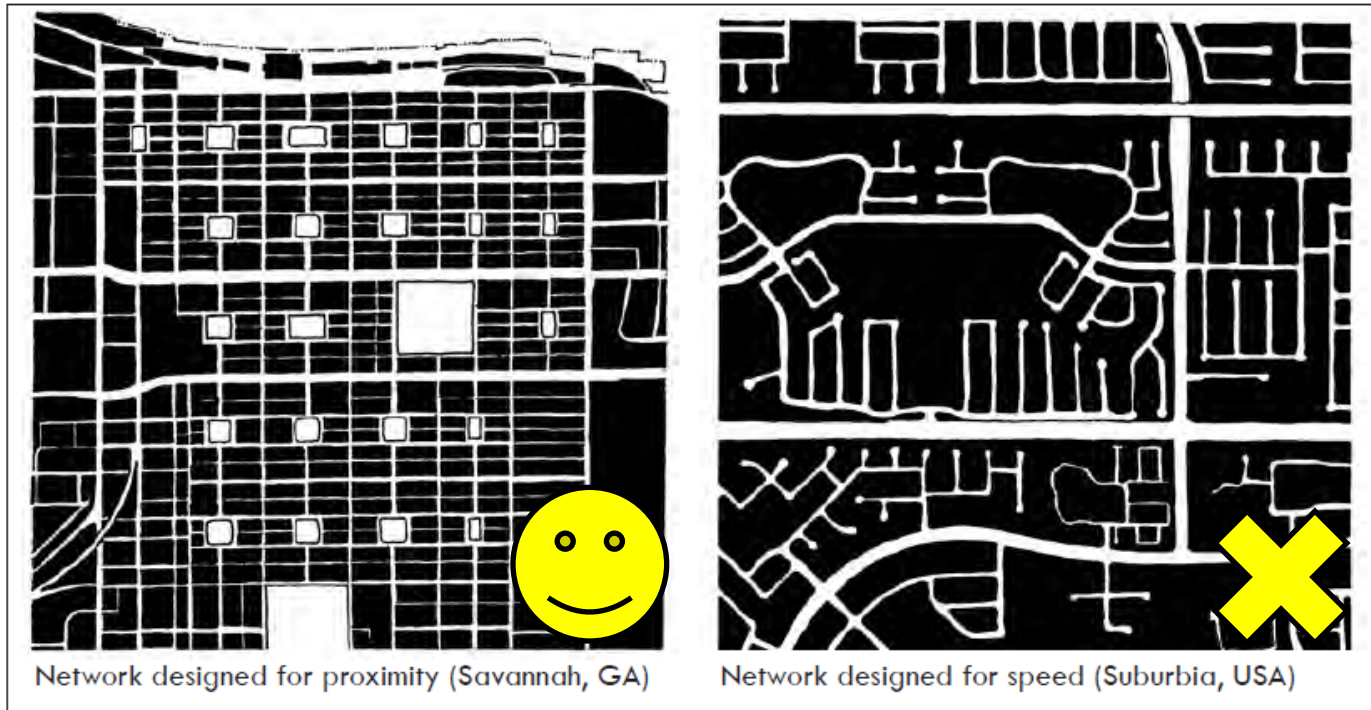 Network designed for proximity (Savannah, GA)
Network designed for speed (Suburbia, USA)